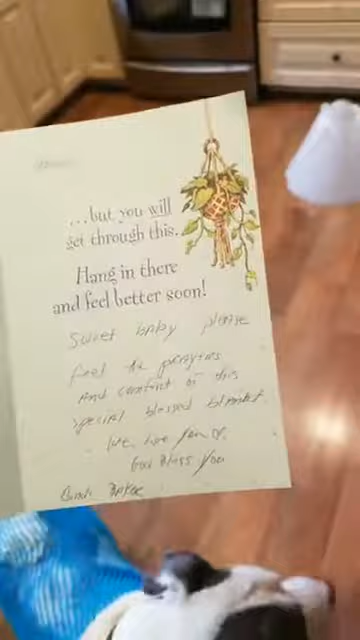 ...but you will
get through this.
Hang in there
and feel better soon!
Sweet baby please
feel the prayers
And comfort of this
special blessed blanket.
We love you
God Bless You